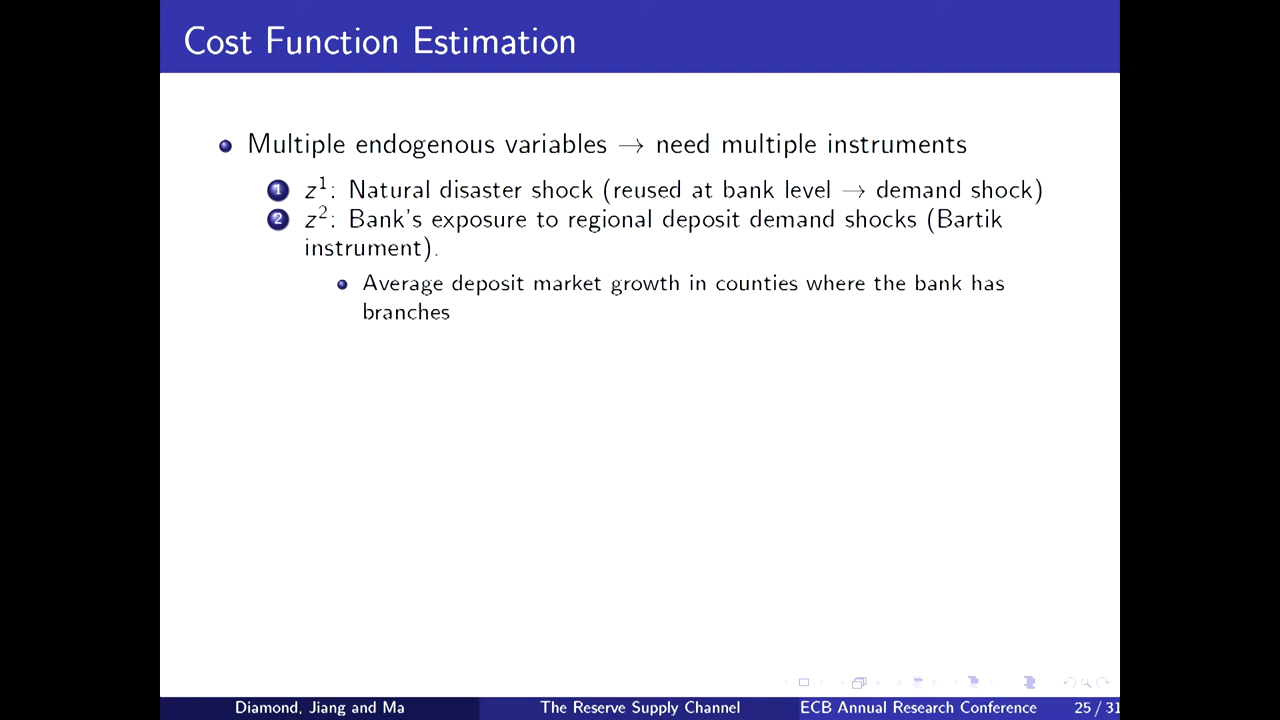 Cost Function Estimation
Multiple endogenous variables → need multiple instruments
1 z¹: Natural disaster shock (reused at bank level → demand shock)
2 z²: Bank's exposure to regional deposit demand shocks (Bartik
instrument).
Average deposit market growth in counties where the bank has
branches
Diamond, Jiang and Ma The Reserve Supply Channel ECB Annual Research Conference 25 / 31